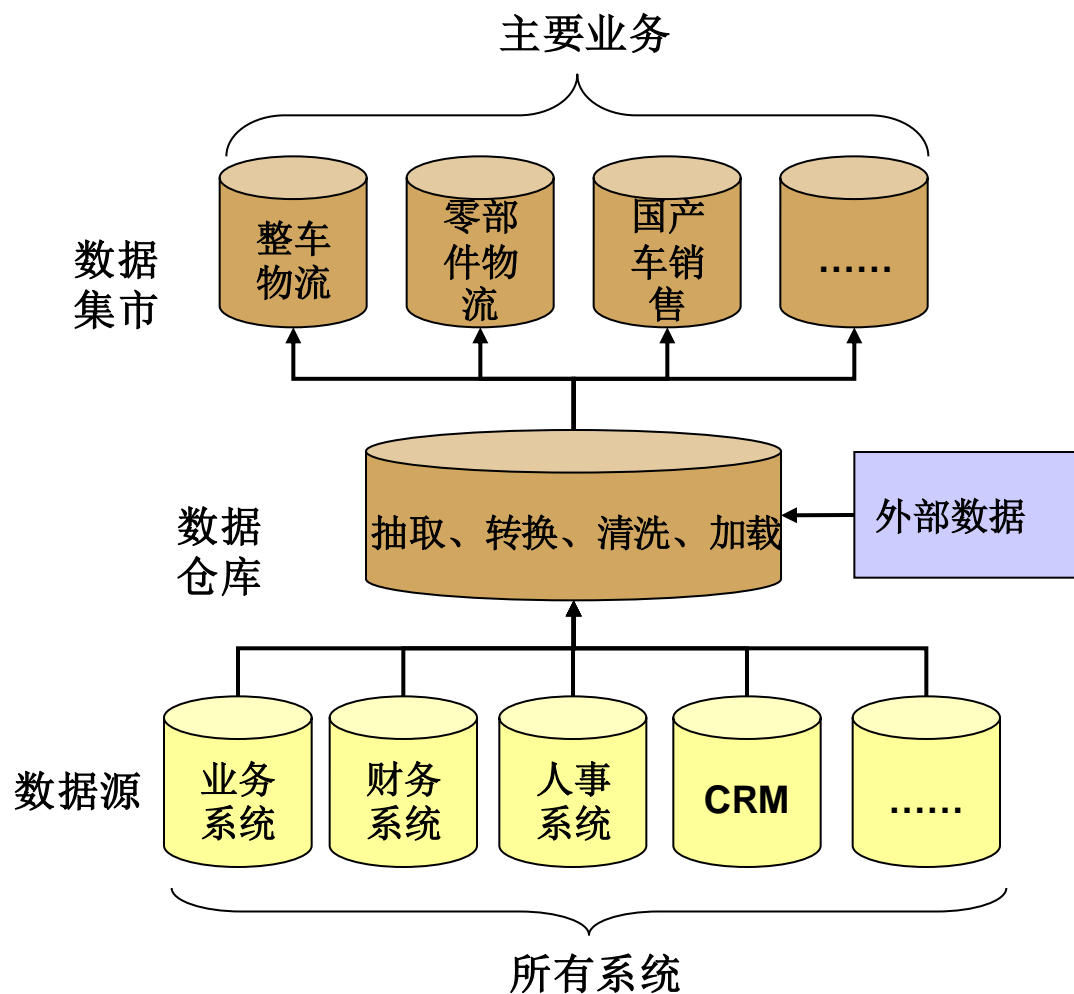 主要业务
整车
物流
零部
件物
流
国产
车销
售
……
数据
集市
抽取、转换、清洗、加载
外部数据
数据
仓库
业务
系统
财务
系统
人事
系统
CRM
……
数据源
所有系统